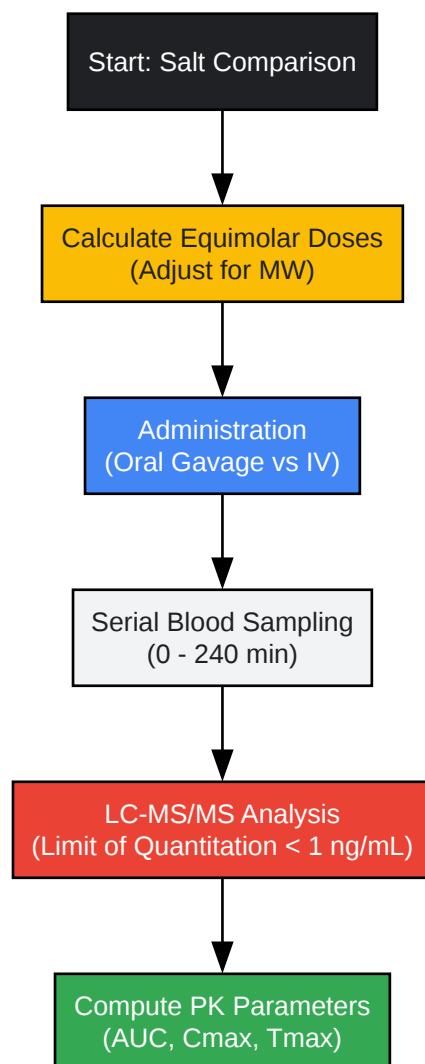 Start: Salt Comparison
Calculate Equimolar Doses
(Adjust for MW)
Administration
(Oral Gavage vs IV)
Serial Blood Sampling
(0 - 240 min)
LC-MS/MS Analysis
(Limit of Quantitation < 1 ng/mL)
Compute PK Parameters
(AUC, Cmax, Tmax)